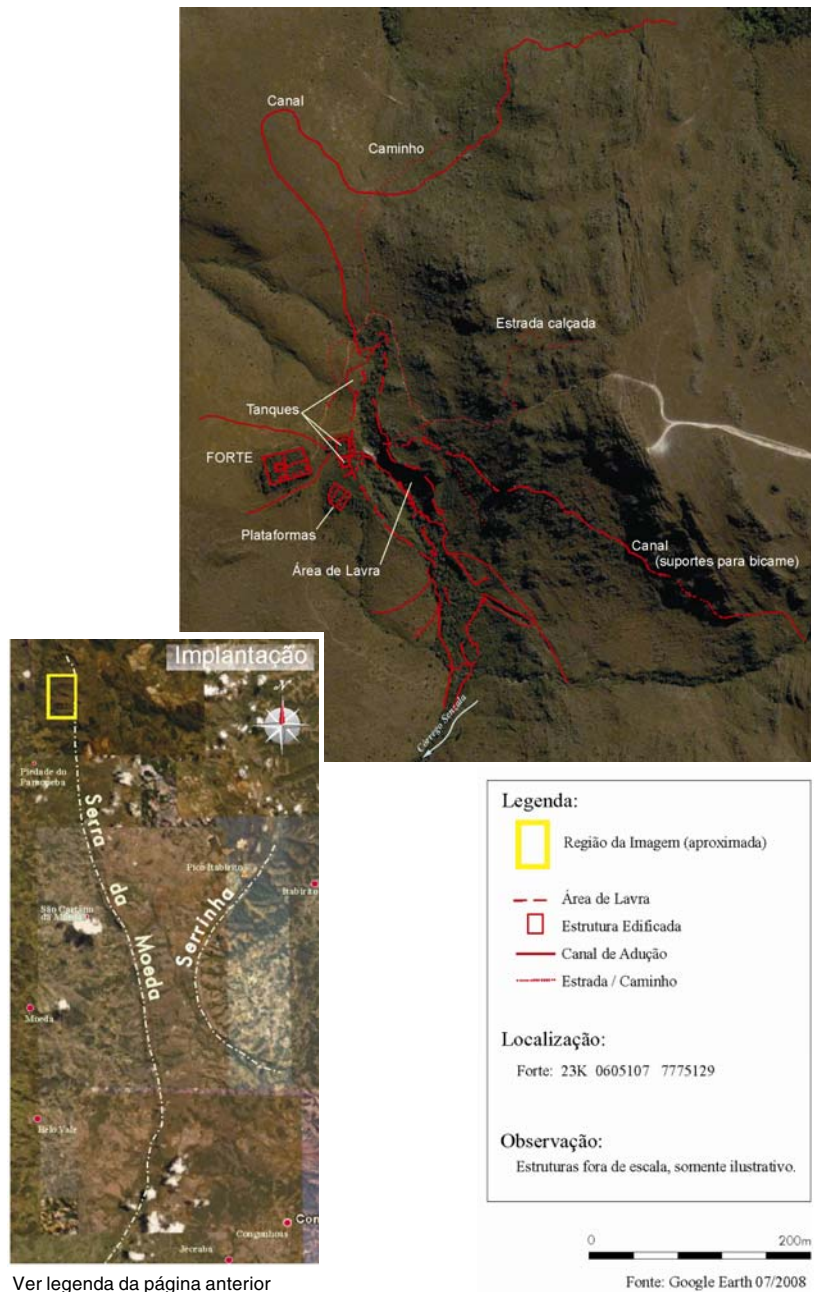 Canal
Caminho
Estrada calçada
Tanques
FORTE
Plataformas
Área de Lavra
Canal
(suportes para bicame)
Córrego Senzala
Implantação
Piedade do
Paraopeba
Serra
da
Moeda
Pico Itabirito
Itabirito
Serrinha
São Caetano
da Moeda
Moeda
Belo Vale
Congonhas
Con
Jeceaba
Legenda:
Região da Imagem (aproximada)
Área de Lavra
Estrutura Edificada
Canal de Adução
Estrada / Caminho
Localização:
Forte: 23K 0605107 7775129
Observação:
Estruturas fora de escala, somente ilustrativo.
0 200m
Fonte: Google Earth 07/2008
Ver legenda da página anterior